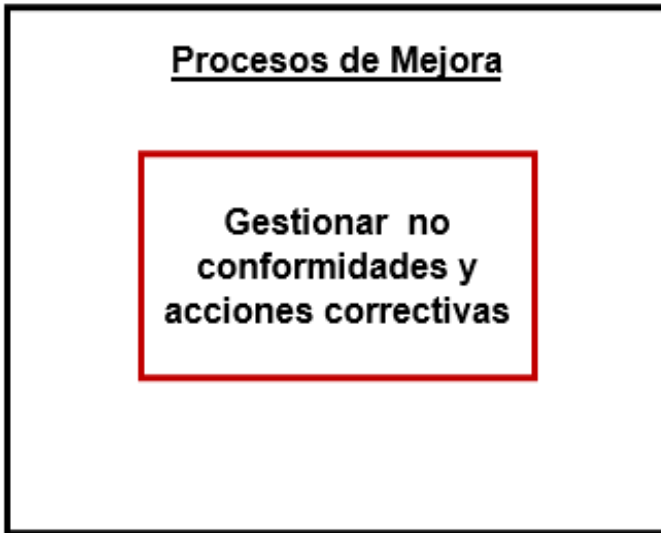 Procesos de Mejora
Gestionar no
conformidades y
acciones correctivas